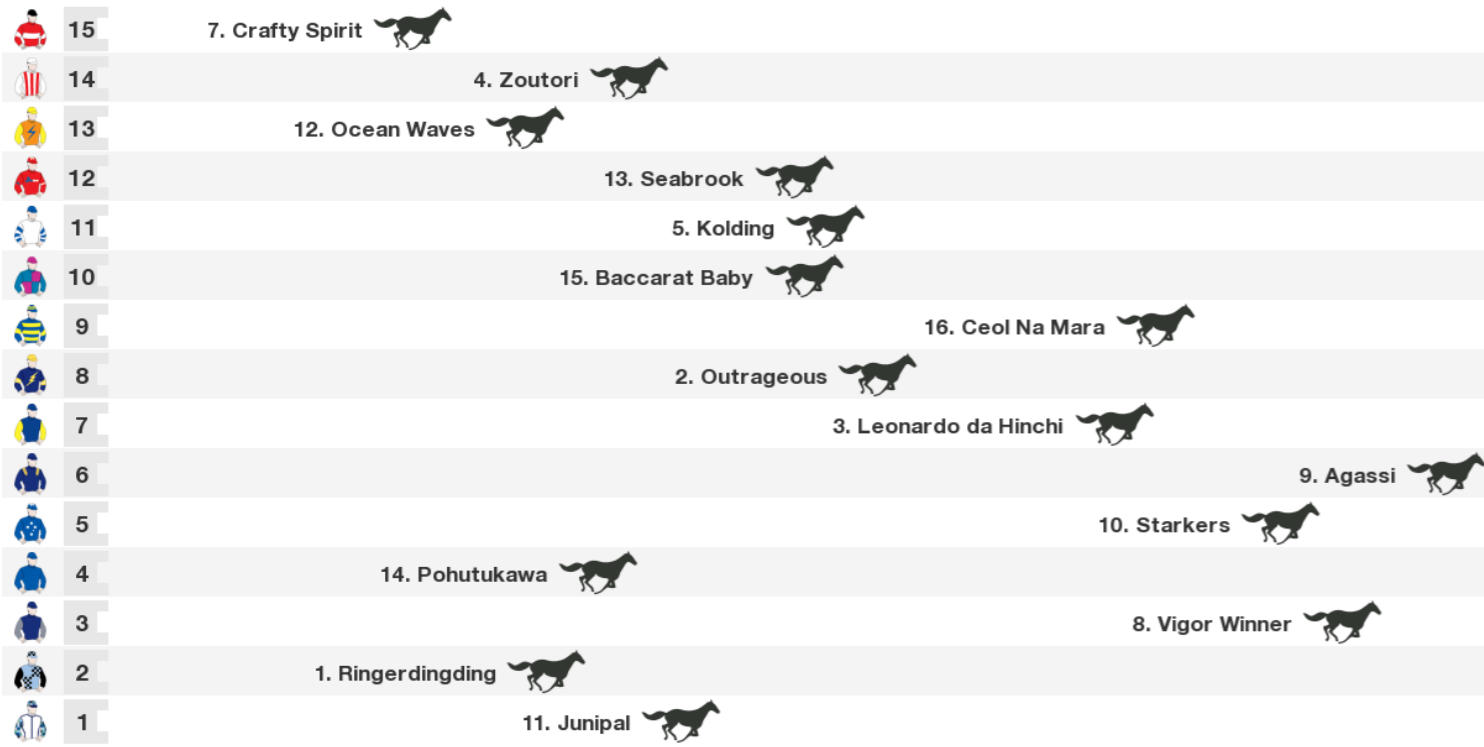 15 7. Crafty Spirit
14 4. Zoutori
13 12. Ocean Waves
12 13. Seabrook
11 5. Kolding
10 15. Baccarat Baby
9 16. Ceol Na Mara
8 2. Outrageous
7 3. Leonardo da Hinchi
6 9. Agassi
5 10. Starkers
4 14. Pohutukawa
3 8. Vigor Winner
2 1. Ringerdingding
1 11. Junipal